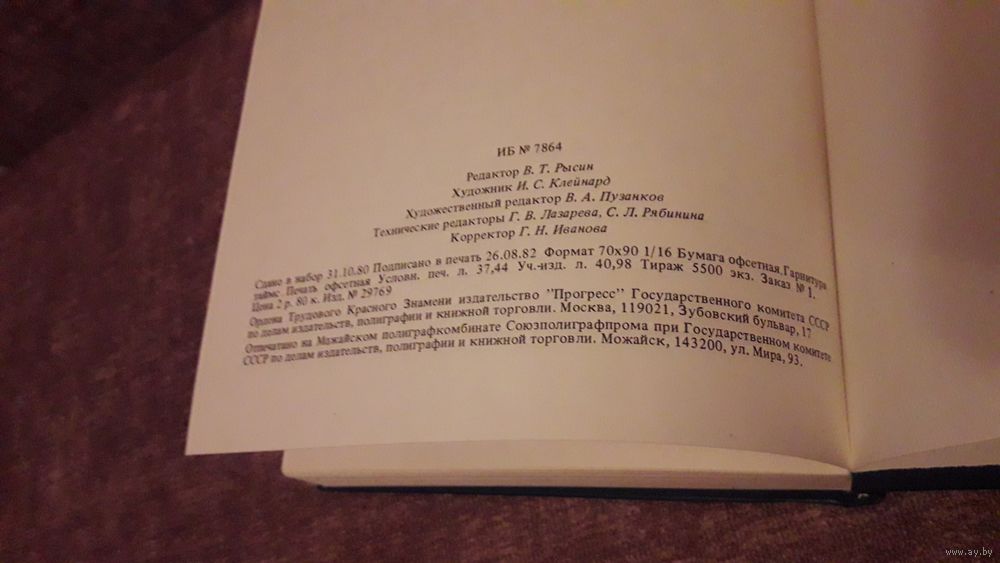 ИБ № 7864
Редактор В. Т. Рысин
Художник И. С. Клейнард
Художественный редактор В. А. Пузанков
Технические редакторы Г. В. Лазарева, С. Л. Рябинина
Корректор Г. Н. Иванова
Сдано в набор 31.10.80 Подписано в печать 26.08.82 Формат 70х90 1/16 Бумага офсетная.Гарнитура
таймс. Печать офсетная Условн. печ. л. 37,44 Уч.-изд. л. 40,98 Тираж 5500 экз. Заказ № 1.
Цена 2 р. 80 к. Изд. № 29769
Ордена Трудового Красного Знамени издательство "Прогресс" Государственного комитета СССР
по делам издательств, полиграфии и книжной торговли. Москва, 119021, Зубовский бульвар, 17
Отпечатано на Можайском полиграфкомбинате Союзполиграфпрома при Государственном комитете
СССР по делам издательств, полиграфии и книжной торговли. Можайск, 143200, ул. Мира, 93.
www.ay.by